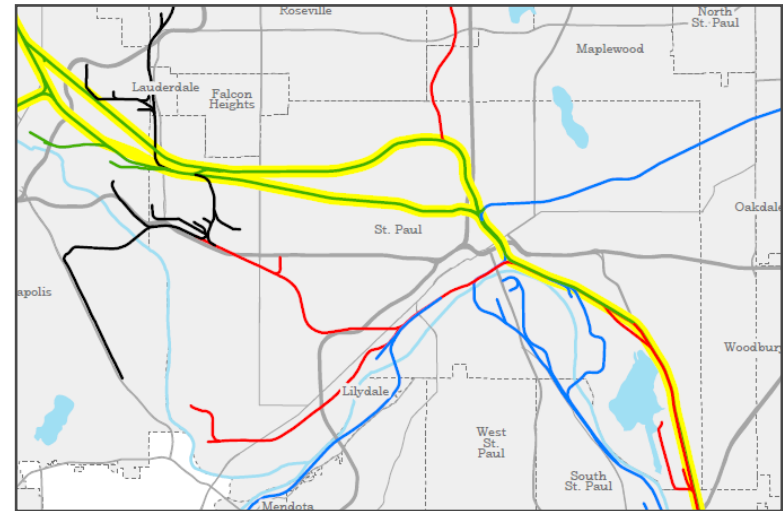 Roseville
North
St. Paul
Maplewood
Lauderdale
Falcon
Heights
Oakdale
St. Paul
apolis
Woodbury
Lilydale
West
St.
Paul
South
St. Paul
Mendota